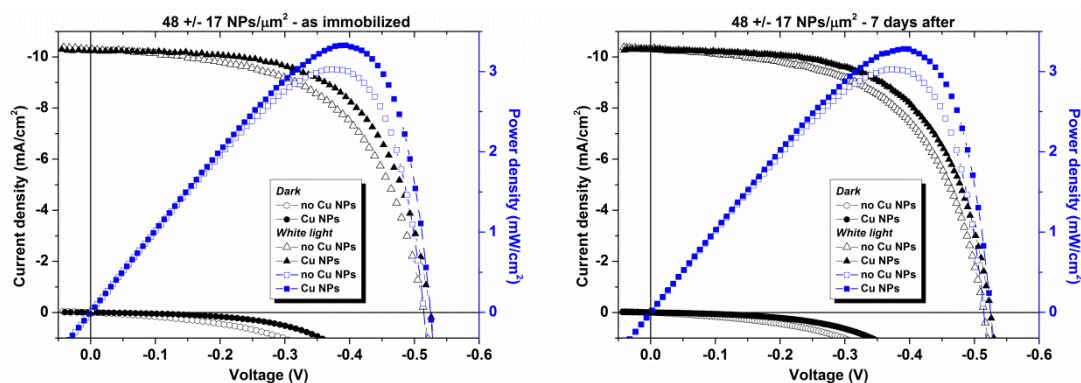 48 +/- 17 NPs/μm² - as immobilized
-10
-8
-6
-4
-2
0
Current density (mA/cm²)
3
2
1
0
Power density (mW/cm²)
Dark
no Cu NPs
Cu NPs
White light
no Cu NPs
Cu NPs
no Cu NPs
Cu NPs
0.0 -0.1 -0.2 -0.3 -0.4 -0.5 -0.6
Voltage (V)
48 +/- 17 NPs/μm² - 7 days after
-10
-8
-6
-4
-2
0
Current density (mA/cm²)
3
2
1
0
Power density (mW/cm²)
Dark
no Cu NPs
Cu NPs
White light
no Cu NPs
Cu NPs
no Cu NPs
Cu NPs
0.0 -0.1 -0.2 -0.3 -0.4 -0.5 -0.6
Voltage (V)